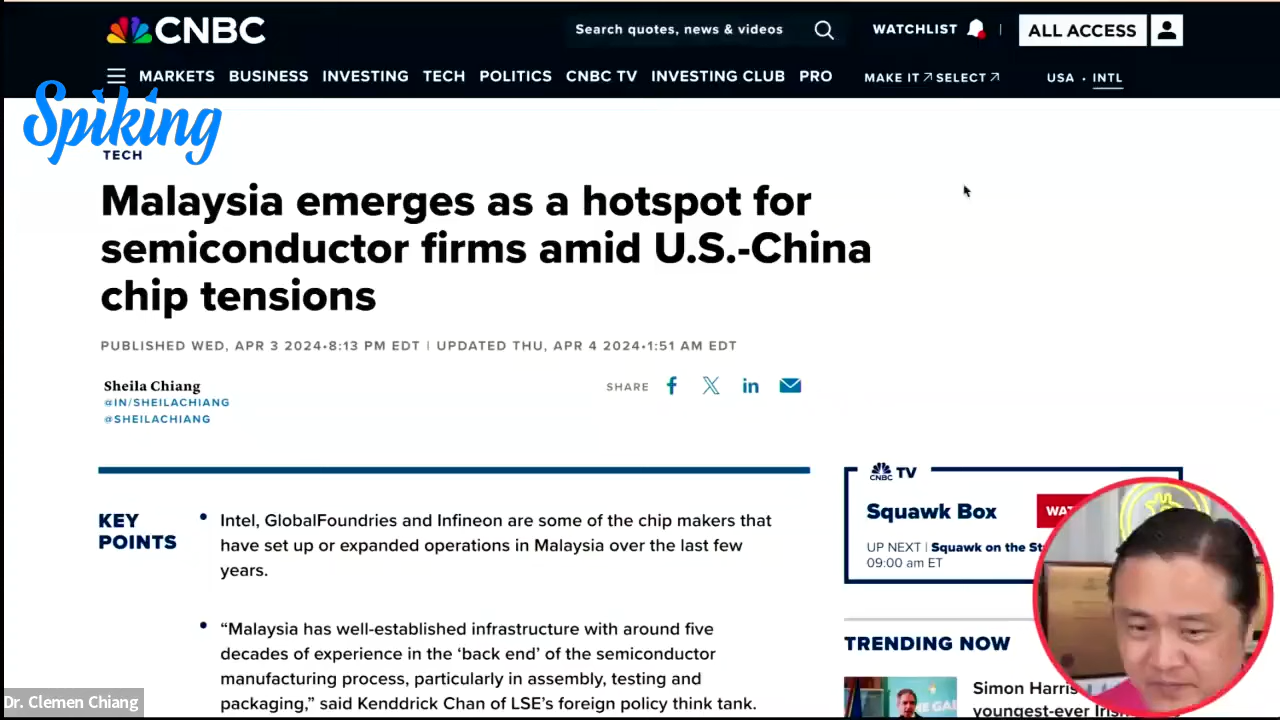 CNBC
Search quotes, news & videos
WATCHLIST
ALL ACCESS
MARKETS BUSINESS INVESTING TECH POLITICS CNBC TV INVESTING CLUB PRO
MAKE IT SELECT
USA · INTL
Spiking
TECH
Malaysia emerges as a hotspot for
semiconductor firms amid U.S.-China
chip tensions
PUBLISHED WED, APR 3 2024•8:13 PM EDT | UPDATED THU, APR 4 2024•1:51 AM EDT
Sheila Chiang
@IN/SHEILACHIANG
@SHEILACHIANG
SHARE
KEY
POINTS
• Intel, GlobalFoundries and Infineon are some of the chip makers that
have set up or expanded operations in Malaysia over the last few
years.
• “Malaysia has well-established infrastructure with around five
decades of experience in the ‘back end’ of the semiconductor
manufacturing process, particularly in assembly, testing and
packaging,” said Kenddrick Chan of LSE’s foreign policy think tank.
CNBC TV
Squawk Box
UP NEXT | Squawk on the
09:00 am ET
TRENDING NOW
Simon Harris
youngest-ever
Dr. Clemen Chiang